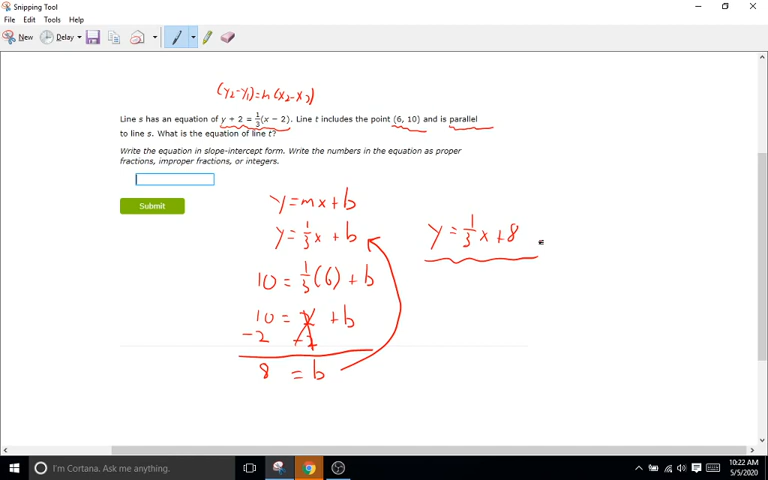 Snipping Tool
File Edit Tools Help
New Delay
(y₂-y₁)=m(x₂-x₂)
Line s has an equation of y + 2 = 1/3(x − 2). Line t includes the point (6, 10) and is parallel
to line s. What is the equation of line t?
Write the equation in slope-intercept form. Write the numbers in the equation as proper
fractions, improper fractions, or integers.
Submit
y = mx + b
y = 1/3 x + b
y = 1/3 x + 8
10 = 1/3 (6) + b
10 = 2 + b
-2 -2
8 = b
I'm Cortana. Ask me anything.
10:22 AM
5/5/2020